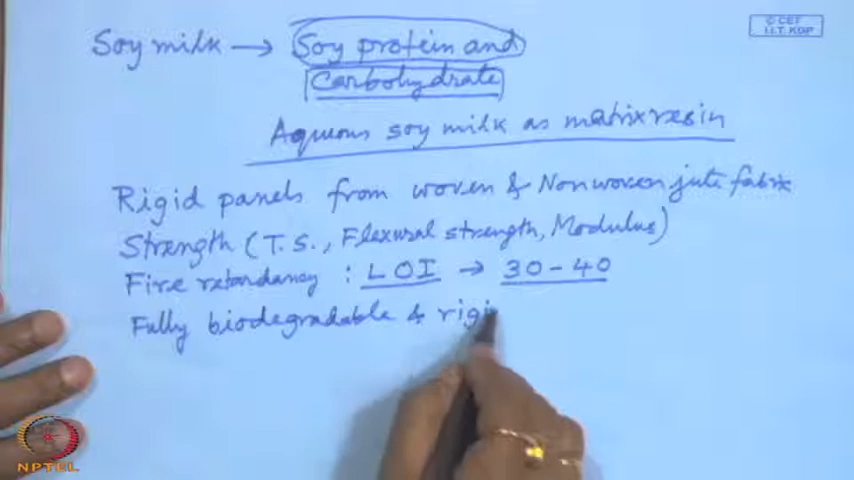 © CET
I.I.T. KGP
Soy milk → Soy protein and
Carbohydrate
Aqueous soy milk as matrix resin
Rigid panels from woven & Nonwoven jute fabric
Strength (T.S., Flexural strength, Modulus)
Fire retardancy : LOI → 30-40
Fully biodegradable & rigi
NPTEL